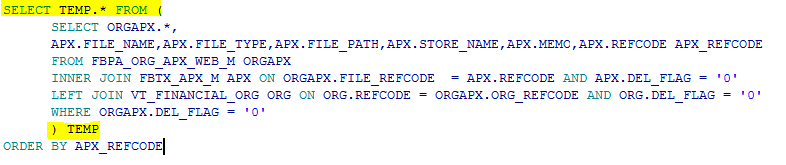 SELECT TEMP.* FROM (
SELECT ORGAPX.*,
APX.FILE_NAME,APX.FILE_TYPE,APX.FILE_PATH,APX.STORE_NAME,APX.MEMO,APX.REFCODE APX_REFCODE
FROM FBPA_ORG_APX_WEB_M ORGAPX
INNER JOIN FBTX_APX_M APX ON ORGAPX.FILE_REFCODE  = APX.REFCODE AND APX.DEL_FLAG = '0'
LEFT JOIN VT_FINANCIAL_ORG ORG ON ORG.REFCODE = ORGAPX.ORG_REFCODE AND ORG.DEL_FLAG = '0'
WHERE ORGAPX.DEL_FLAG = '0'
) TEMP
ORDER BY APX_REFCODE